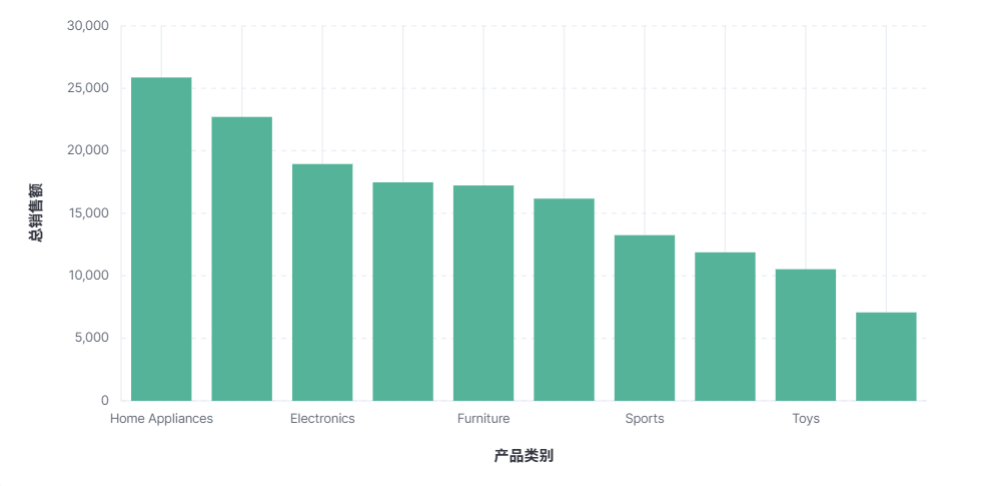 30,000
25,000
20,000
15,000
10,000
5,000
0
总销售额
Home Appliances
Electronics
Furniture
Sports
Toys
产品类别